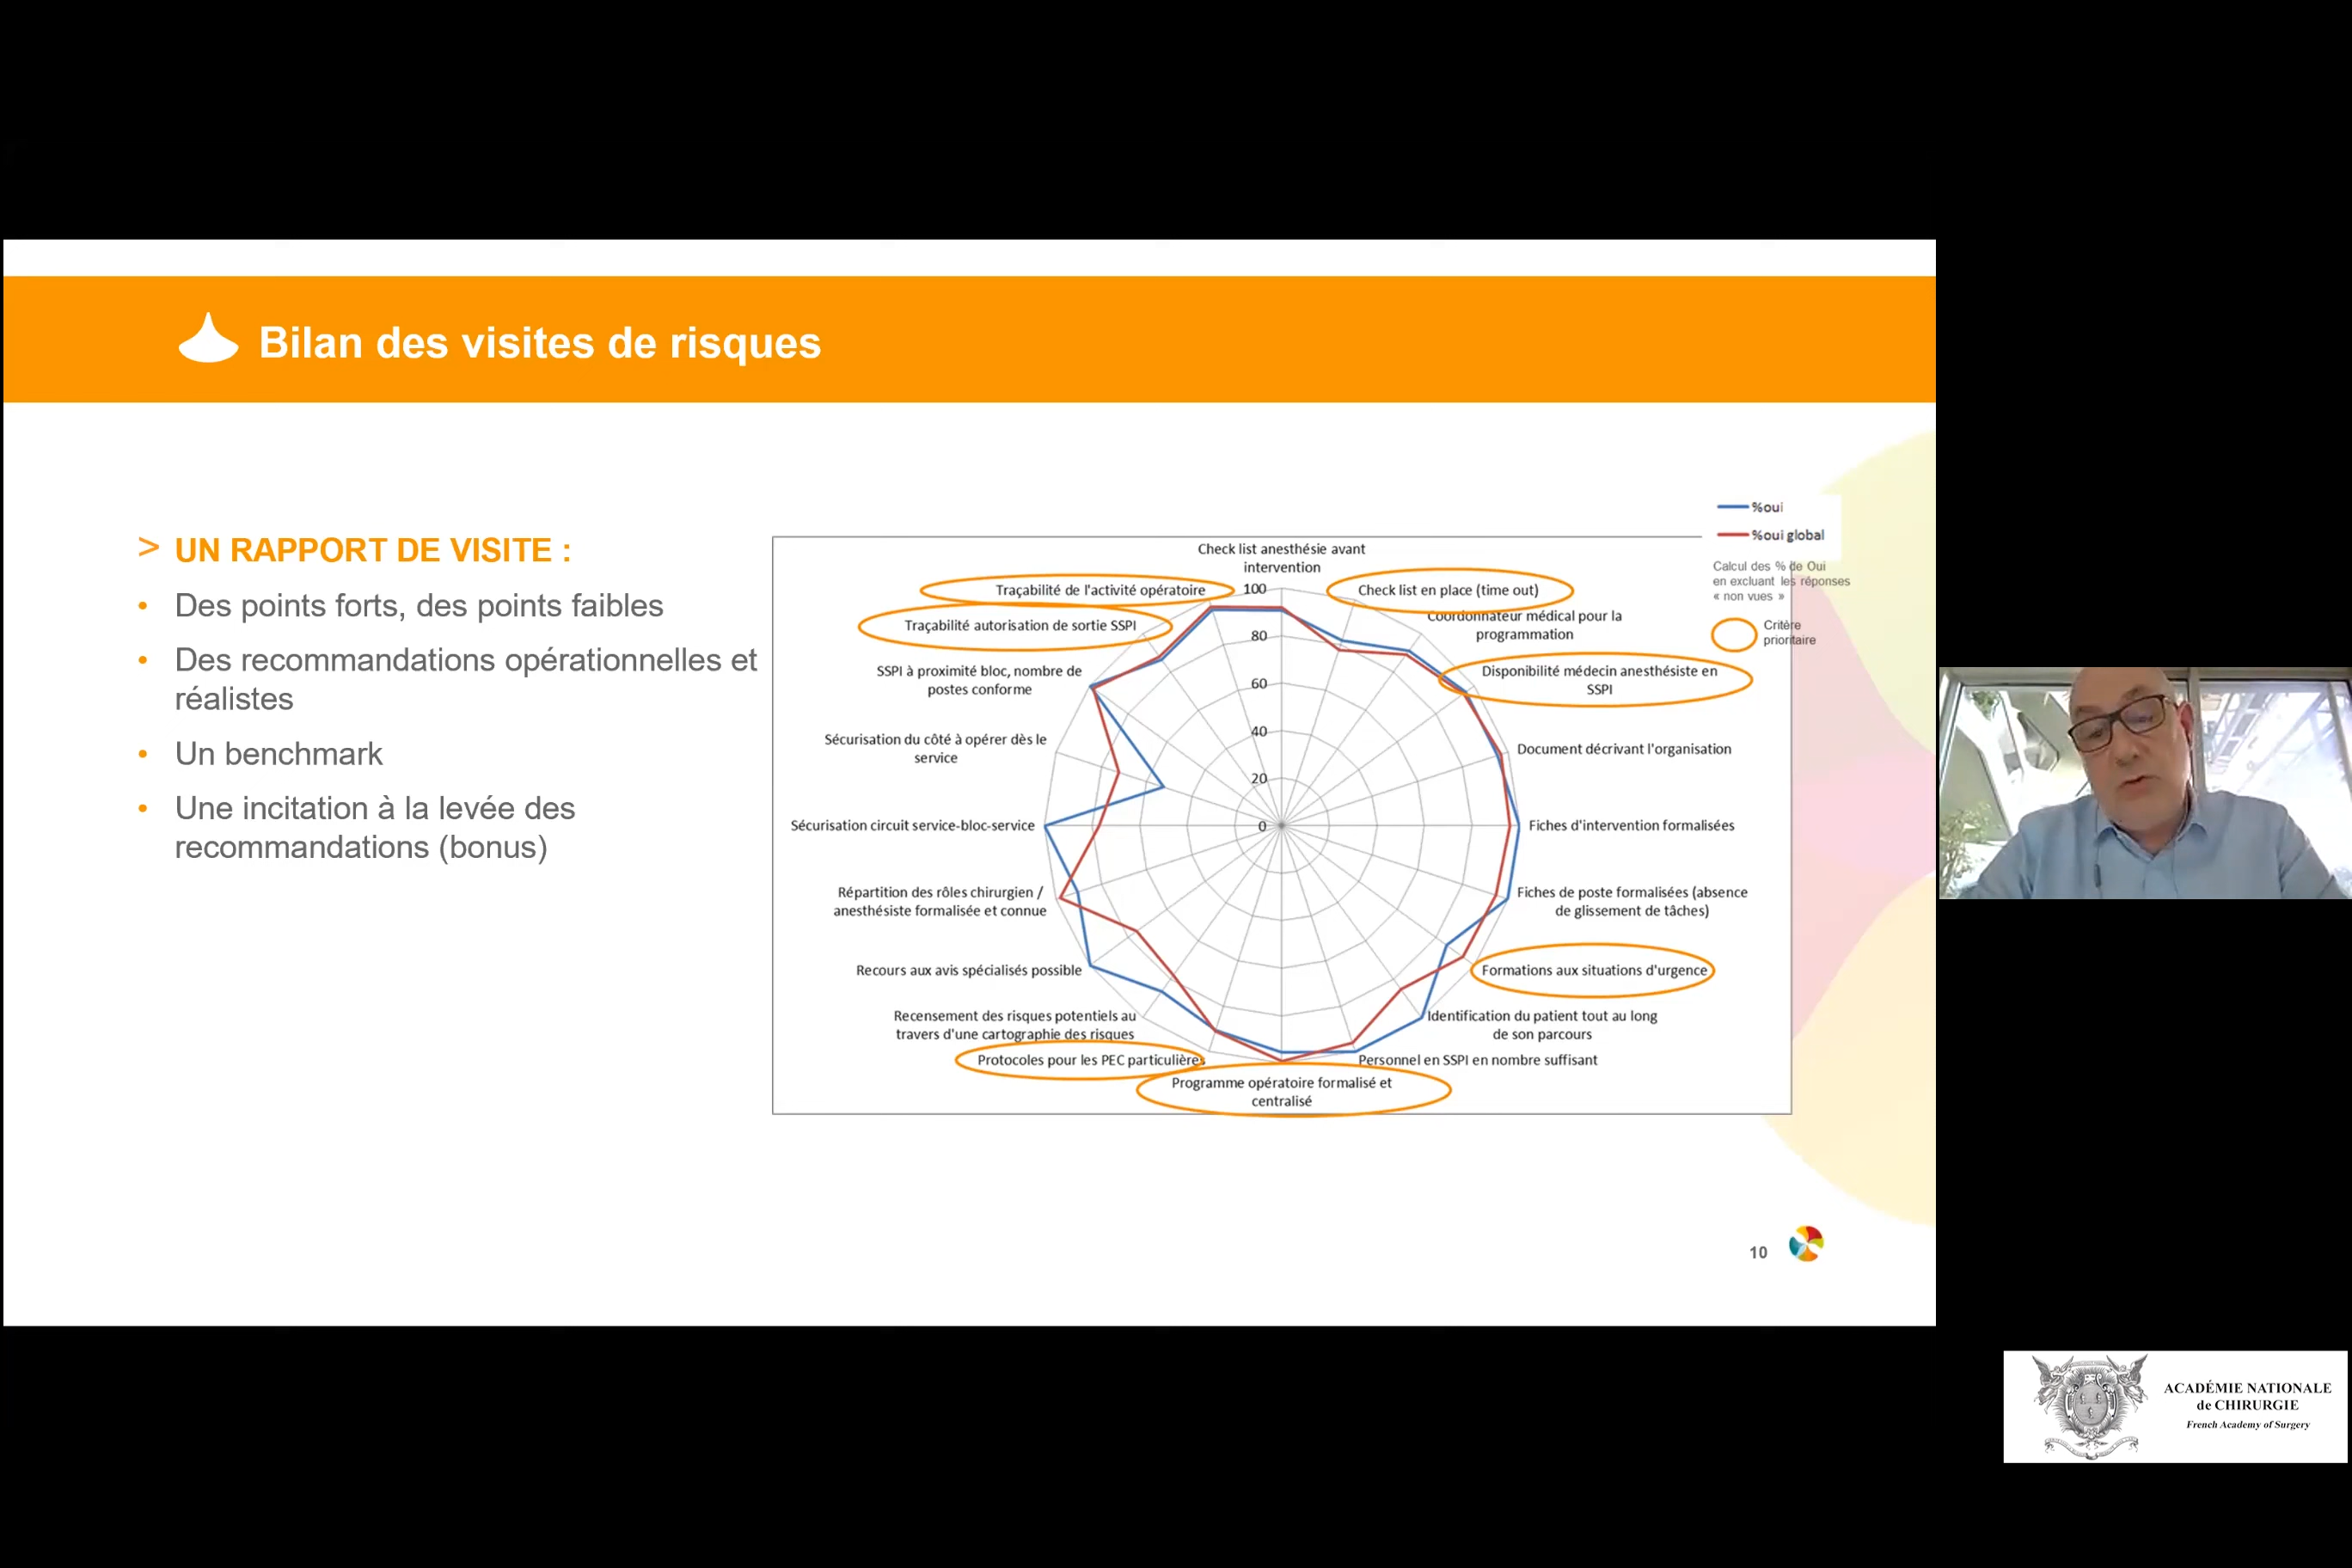 Bilan des visites de risques
> UN RAPPORT DE VISITE :
• Des points forts, des points faibles
• Des recommandations opérationnelles et
réalistes
• Un benchmark
• Une incitation à la levée des
recommandations (bonus)
%oui
%oui global
Calcul des % de Oui
en excluant les réponses
« non vues »
Critère
prioritaire
Check list anesthésie avant
intervention
Check list en place (time out)
Coordonnateur médical pour la
programmation
Disponibilité médecin anesthésiste en
SSPI
Document décrivant l'organisation
Fiches d'intervention formalisées
Fiches de poste formalisées (absence
de glissement de tâches)
Formations aux situations d'urgence
Identification du patient tout au long
de son parcours
Personnel en SSPI en nombre suffisant
Programme opératoire formalisé et
centralisé
Protocoles pour les PEC particulières
Recensement des risques potentiels au
travers d'une cartographie des risques
Recours aux avis spécialisés possible
Répartition des rôles chirurgien /
anesthésiste formalisée et connue
Sécurisation circuit service-bloc-service
Sécurisation du côté à opérer dès le
service
SSPI à proximité bloc, nombre de
postes conforme
Traçabilité autorisation de sortie SSPI
Traçabilité de l'activité opératoire
100
80
60
40
20
0
10
ACADÉMIE NATIONALE
de CHIRURGIE
French Academy of Surgery